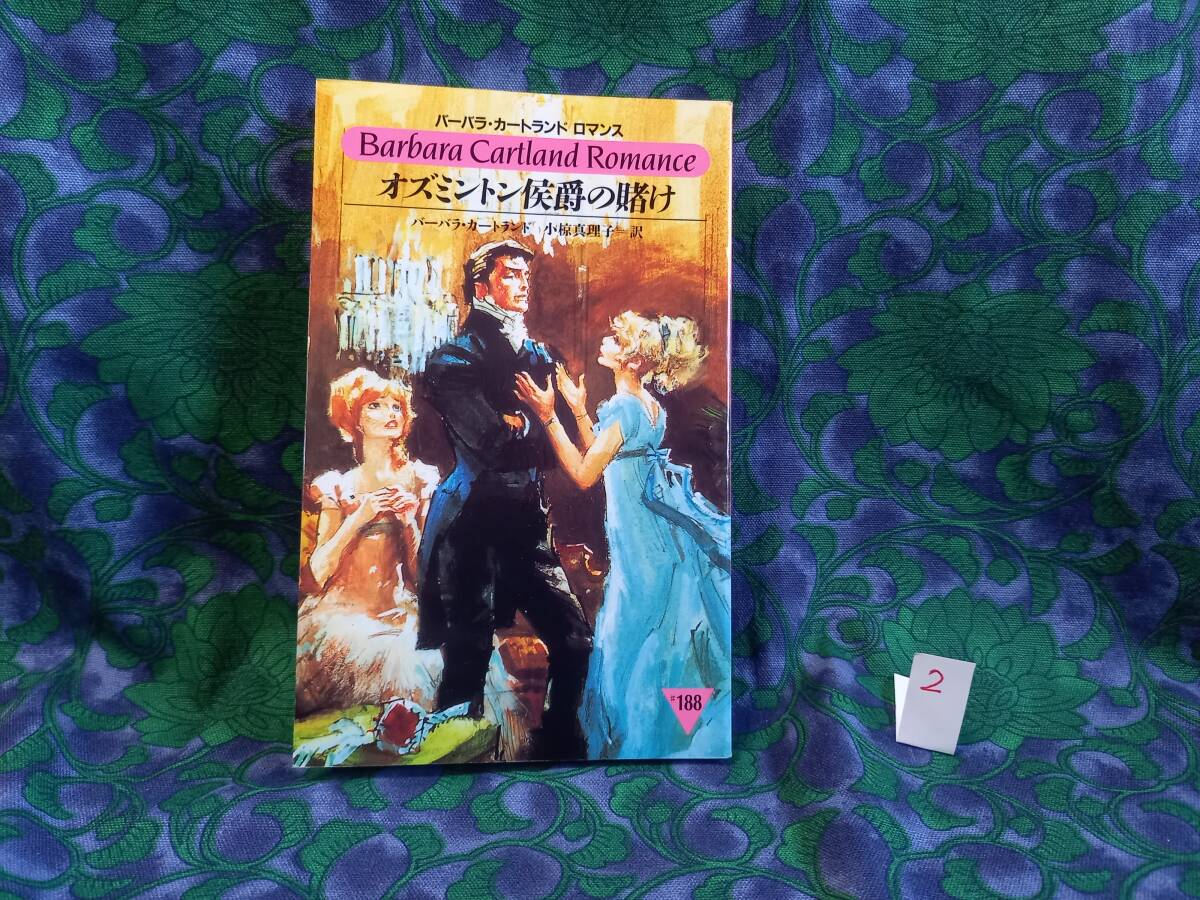 バーバラ・カートランド ロマンス
Barbara Cartland Romance
オズミントン侯爵の賭け
バーバラ・カートランド 小椋真理子=訳
#188
2